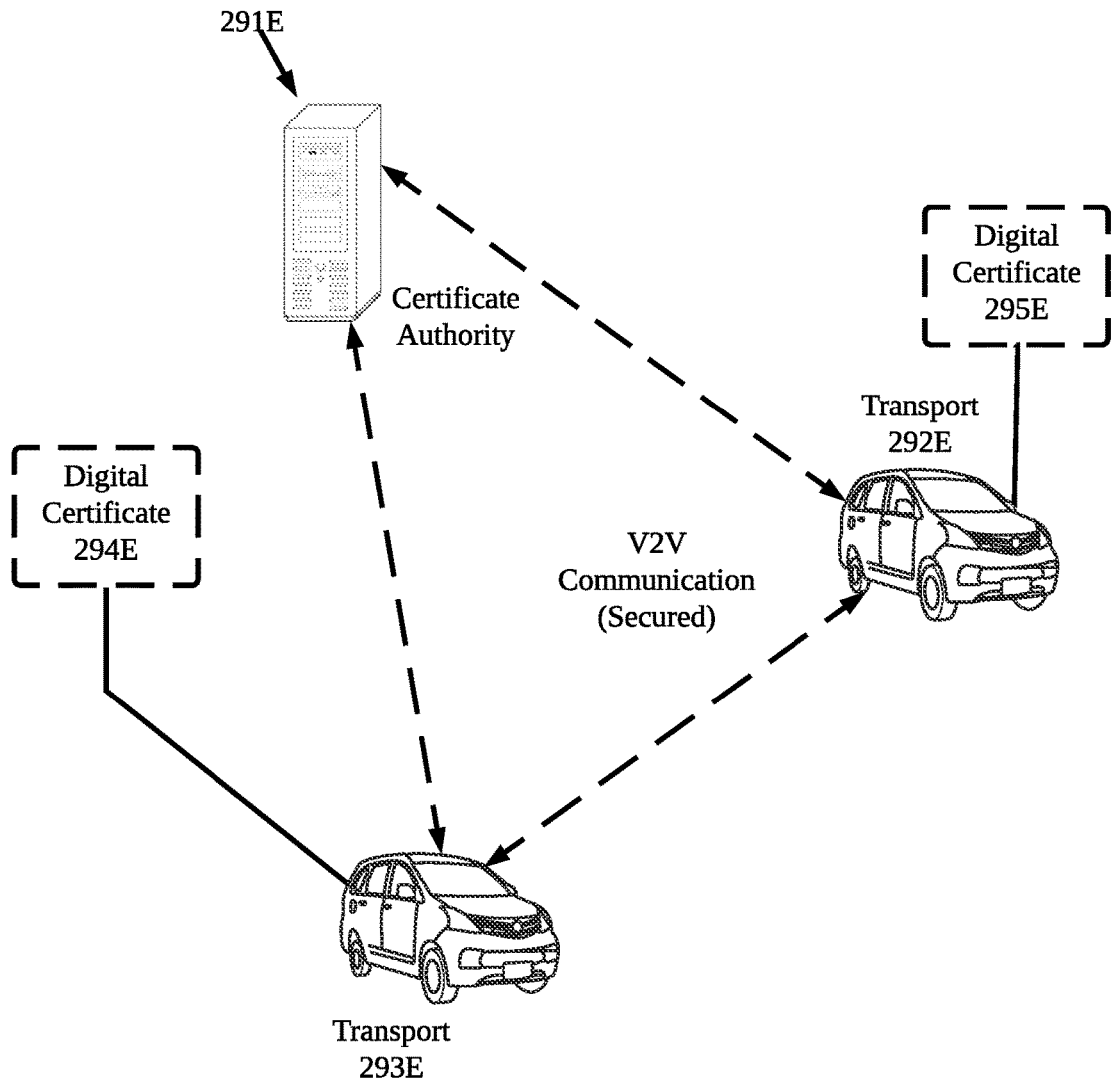 291E
Certificate
Authority
Digital
Certificate
295E
Transport
292E
Digital
Certificate
294E
V2V
Communication
(Secured)
Transport
293E